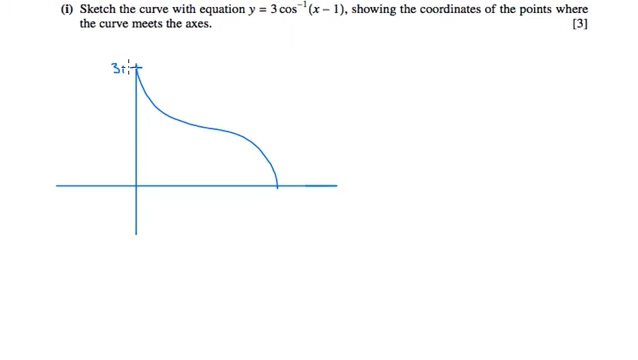 (i) Sketch the curve with equation y = 3 cos⁻¹(x − 1), showing the coordinates of the points where
the curve meets the axes. [3]